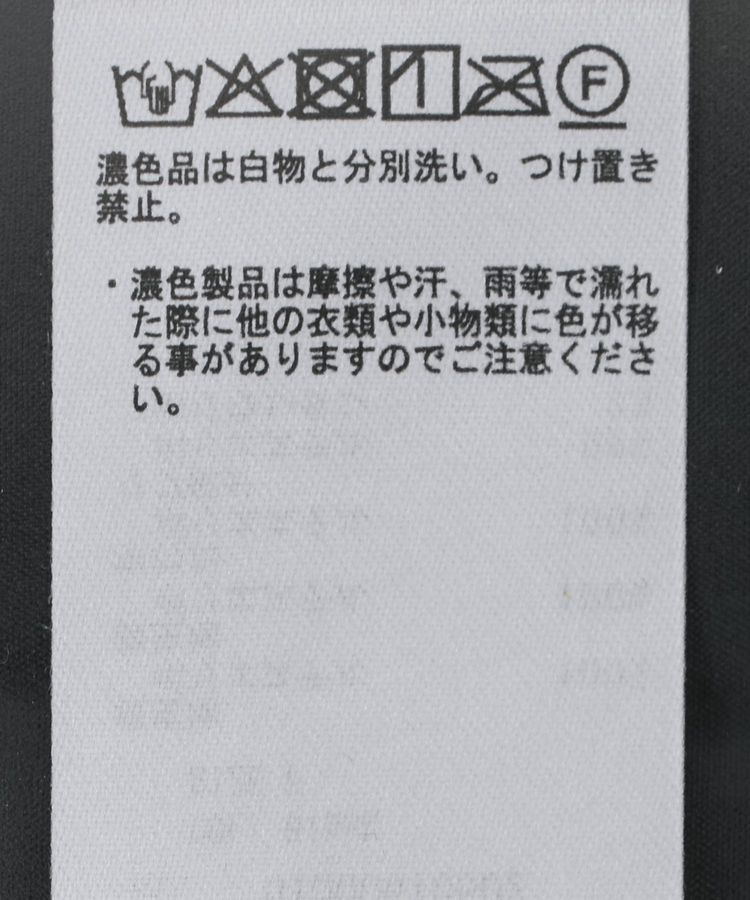 F
濃色品は白物と分別洗い。つけ置き
禁止。
・濃色製品は摩擦や汗、雨等で濡れ
た際に他の衣類や小物類に色が移
る事がありますのでご注意くださ
い。